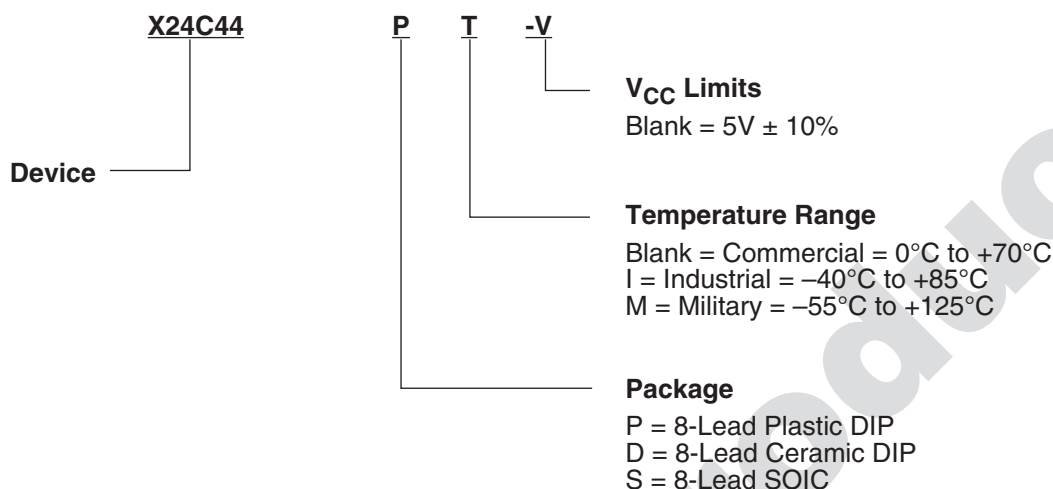 X24C44 P T -V
VCC Limits
Blank = 5V ± 10%
Device
Temperature Range
Blank = Commercial = 0°C to +70°C
I = Industrial = –40°C to +85°C
M = Military = –55°C to +125°C
Package
P = 8-Lead Plastic DIP
D = 8-Lead Ceramic DIP
S = 8-Lead SOIC